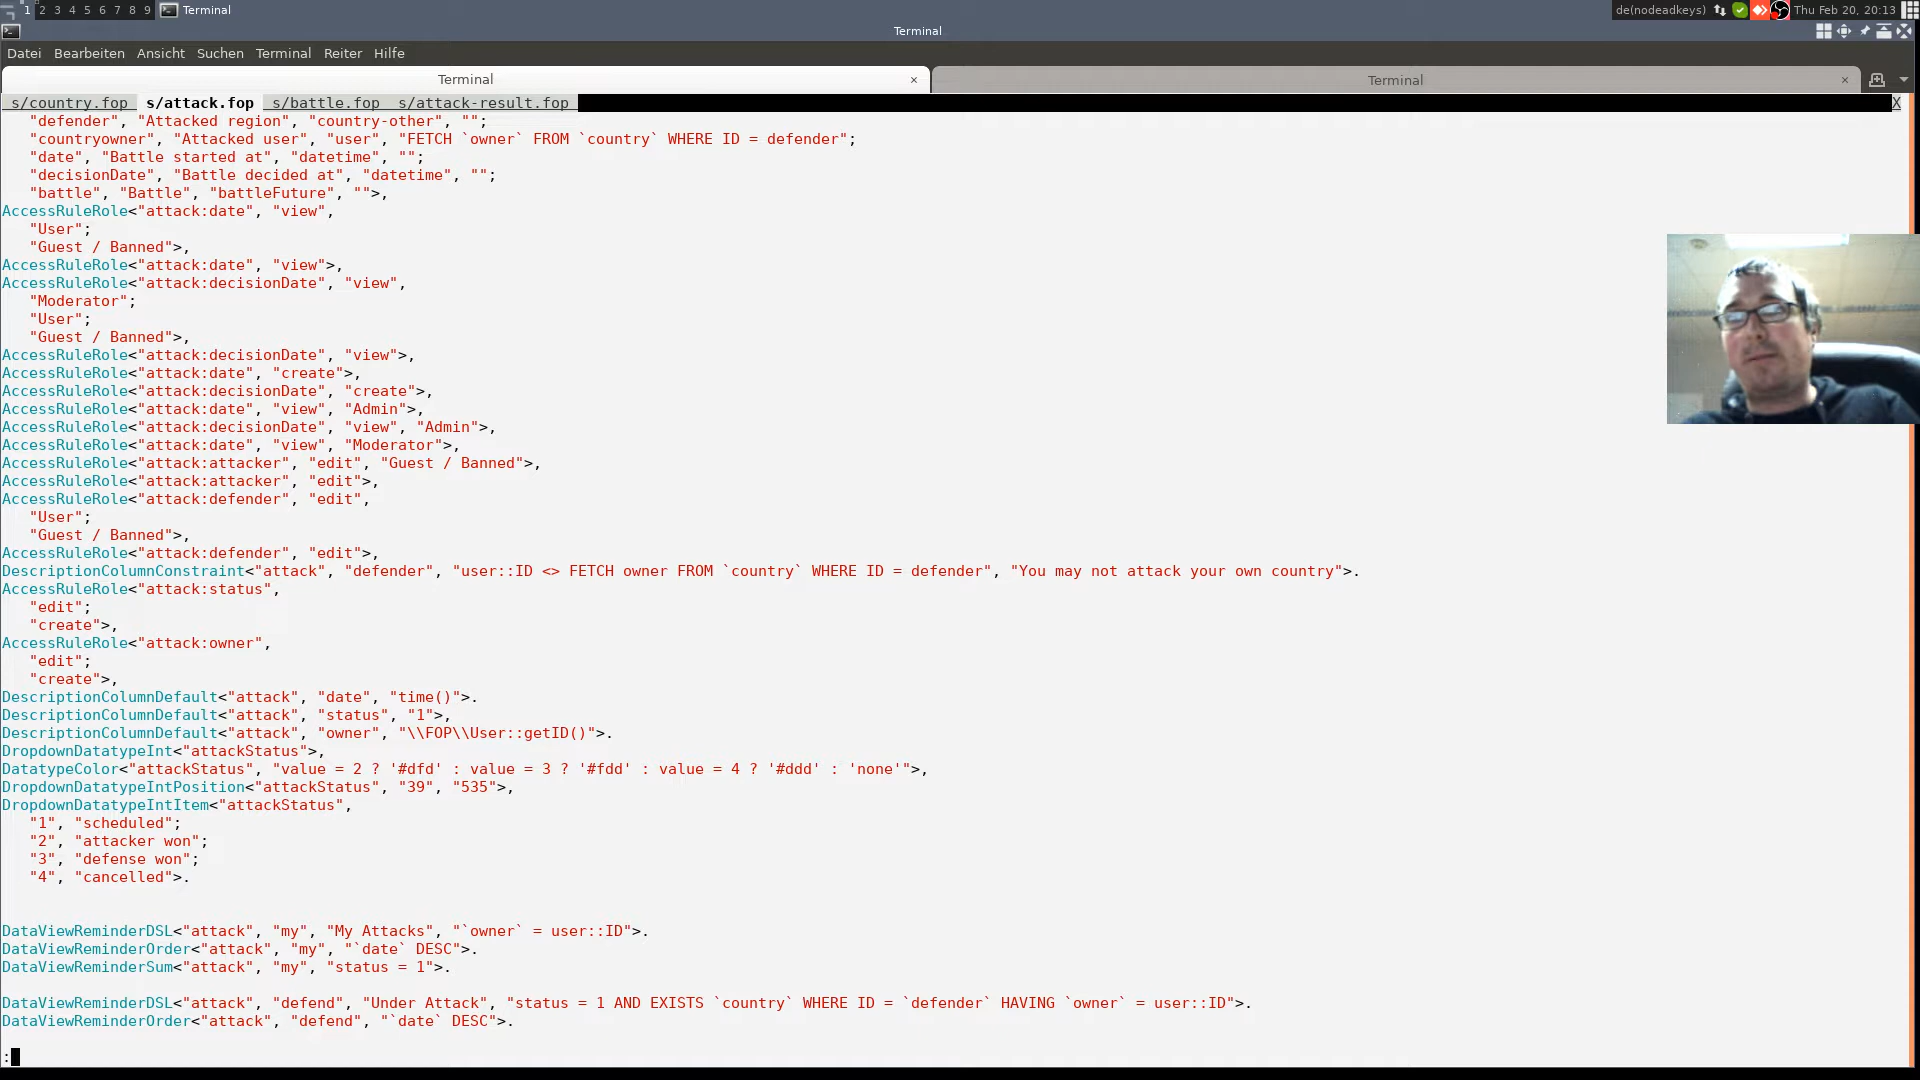 1 2 3 4 5 6 7 8 9 Terminal de(nodeadkeys) Thu Feb 20, 20:13
Terminal
Datei Bearbeiten Ansicht Suchen Terminal Reiter Hilfe
Terminal × Terminal ×
s/country.fop s/attack.fop s/battle.fop s/attack-result.fop X
"defender", "Attacked region", "country-other", "";
"countryowner", "Attacked user", "user", "FETCH `owner` FROM `country` WHERE ID = defender";
"date", "Battle started at", "datetime", "";
"decisionDate", "Battle decided at", "datetime", "";
"battle", "Battle", "battleFuture", "">,
AccessRuleRole<"attack:date", "view",
"User";
"Guest / Banned">,
AccessRuleRole<"attack:date", "view">,
AccessRuleRole<"attack:decisionDate", "view",
"Moderator";
"User";
"Guest / Banned">,
AccessRuleRole<"attack:decisionDate", "view">,
AccessRuleRole<"attack:date", "create">,
AccessRuleRole<"attack:decisionDate", "create">,
AccessRuleRole<"attack:date", "view", "Admin">,
AccessRuleRole<"attack:decisionDate", "view", "Admin">,
AccessRuleRole<"attack:date", "view", "Moderator">,
AccessRuleRole<"attack:attacker", "edit", "Guest / Banned">,
AccessRuleRole<"attack:attacker", "edit">,
AccessRuleRole<"attack:defender", "edit",
"User";
"Guest / Banned">,
AccessRuleRole<"attack:defender", "edit">,
DescriptionColumnConstraint<"attack", "defender", "user::ID <> FETCH owner FROM `country` WHERE ID = defender", "You may not attack your own country">.
AccessRuleRole<"attack:status",
"edit";
"create">,
AccessRuleRole<"attack:owner",
"edit";
"create">,
DescriptionColumnDefault<"attack", "date", "time()">.
DescriptionColumnDefault<"attack", "status", "1">,
DescriptionColumnDefault<"attack", "owner", "\\FOP\\User::getID()">.
DropdownDatatypeInt<"attackStatus">,
DatatypeColor<"attackStatus", "value = 2 ? '#dfd' : value = 3 ? '#fdd' : value = 4 ? '#ddd' : 'none'">,
DropdownDatatypeIntPosition<"attackStatus", "39", "535">,
DropdownDatatypeIntItem<"attackStatus",
"1", "scheduled";
"2", "attacker won";
"3", "defense won";
"4", "cancelled">.
DataViewReminderDSL<"attack", "my", "My Attacks", "`owner` = user::ID">.
DataViewReminderOrder<"attack", "my", "`date` DESC">.
DataViewReminderSum<"attack", "my", "status = 1">.
DataViewReminderDSL<"attack", "defend", "Under Attack", "status = 1 AND EXISTS `country` WHERE ID = `defender` HAVING `owner` = user::ID">.
DataViewReminderOrder<"attack", "defend", "`date` DESC">.
: